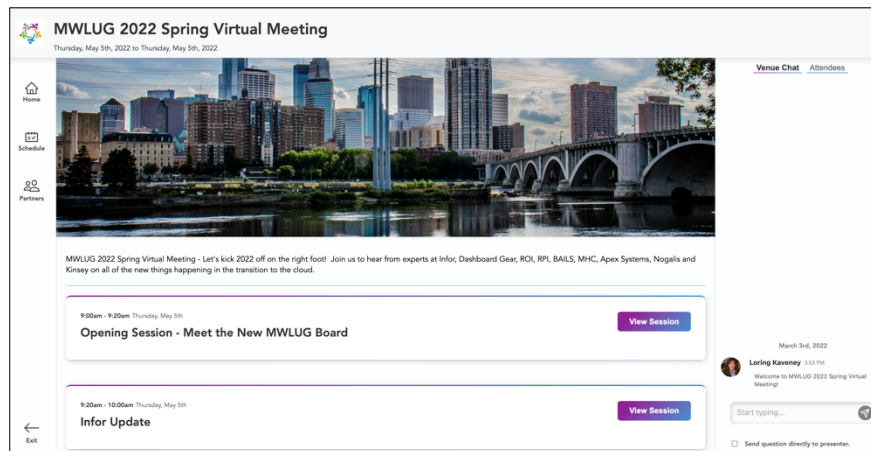 MWLUG 2022 Spring Virtual Meeting
Thursday, May 5th, 2022 to Thursday, May 5th, 2022
Home
Schedule
Partners
Exit
MWLUG 2022 Spring Virtual Meeting - Let's kick 2022 off on the right foot! Join us to hear from experts at Infor, Dashboard Gear, ROI, RPI, BAILS, MHC, Apex Systems, Nogalis and
Kinsey on all of the new things happening in the transition to the cloud.
9:00am - 9:20am Thursday, May 5th
Opening Session - Meet the New MWLUG Board
View Session
9:20am - 10:00am Thursday, May 5th
Infor Update
View Session
Venue Chat Attendees
March 3rd, 2022
Loring Kaveney 3:53 PM
Welcome to MWLUG 2022 Spring Virtual
Meeting!
Start typing...
Send question directly to presenter.